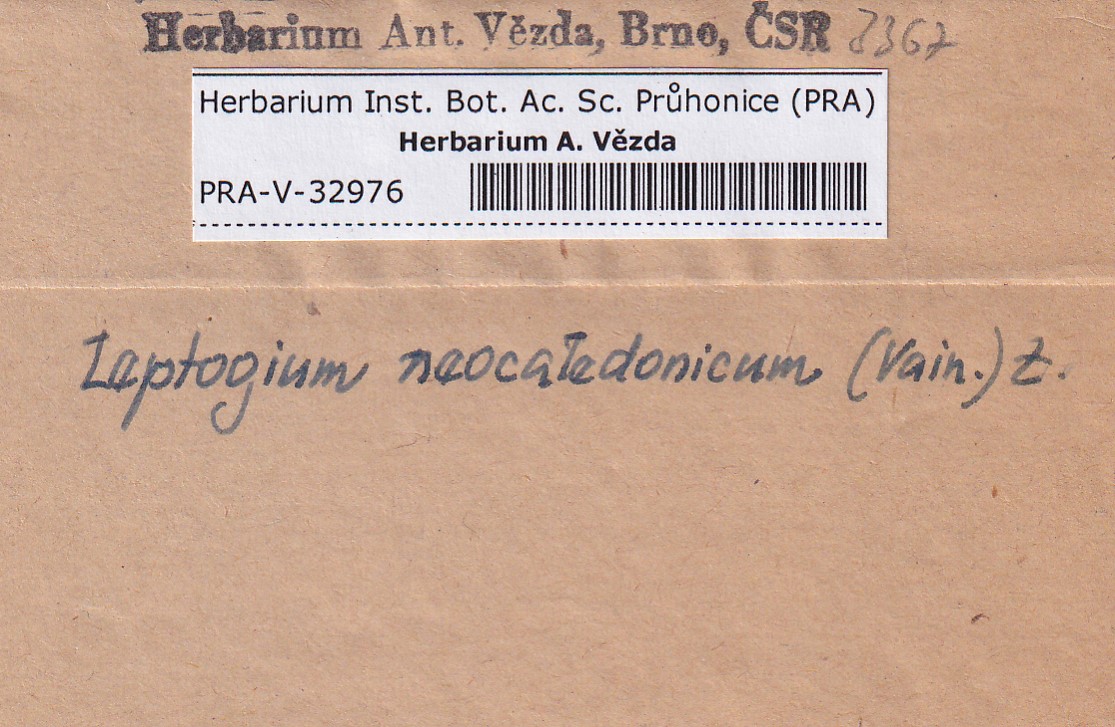 Herbarium Ant. Vězda, Brno, ČSR 3367
Herbarium Inst. Bot. Ac. Sc. Průhonice (PRA)
Herbarium A. Vězda
PRA-V-32976
Leptogium neocaledonicum (Vain.) Z.